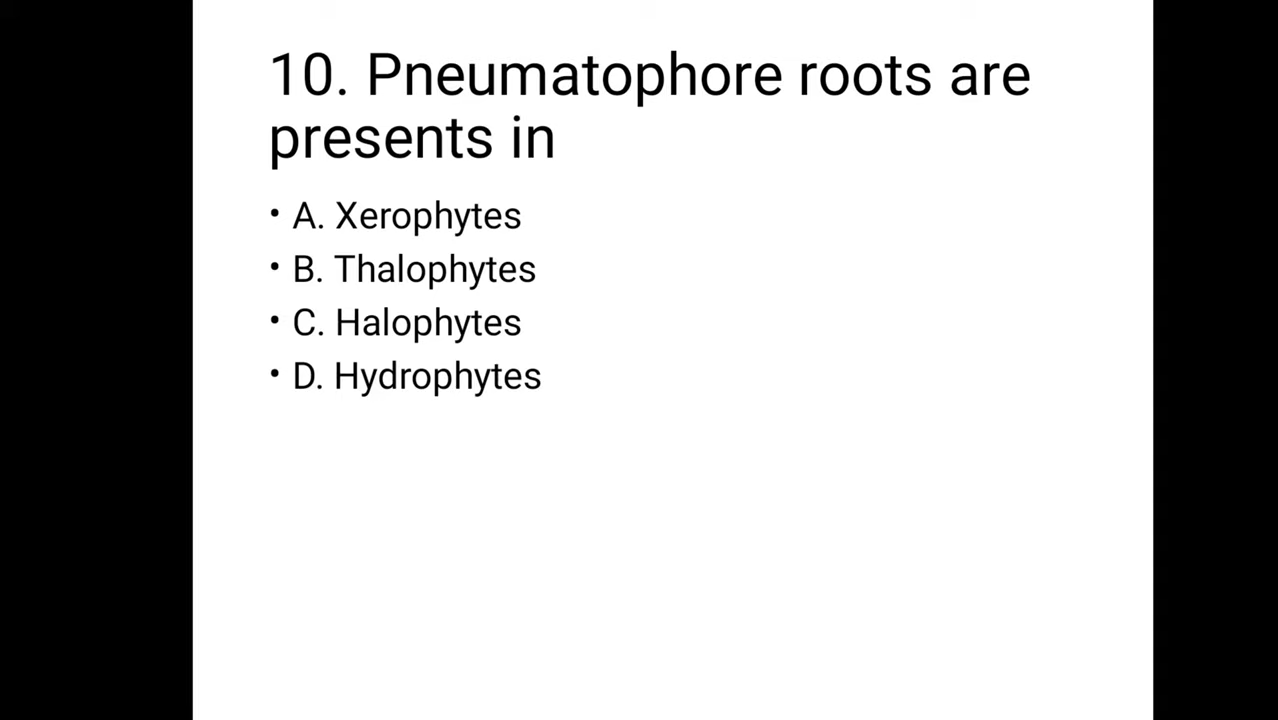 10. Pneumatophore roots are
presents in
• A. Xerophytes
• B. Thalophytes
• C. Halophytes
• D. Hydrophytes